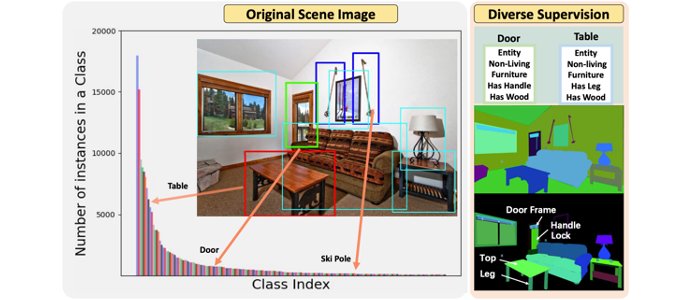 Original Scene Image
Number of instances in a Class
20000
15000
10000
5000
Table
Door
Ski Pole
Class Index
Diverse Supervision
Door
Entity
Non-Living
Furniture
Has Handle
Has Wood
Table
Entity
Non-living
Furniture
Has Leg
Has Wood
Door Frame
Handle
Lock
Top
Leg